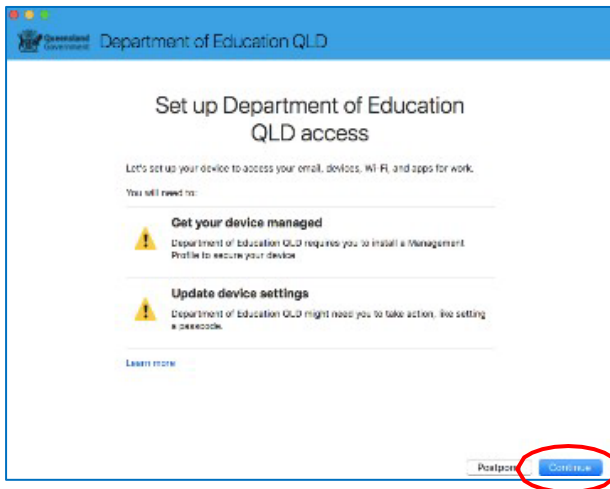 Queensland
Government
Department of Education QLD
Set up Department of Education
QLD access
Let's set up your device to access your email, devices, Wi-Fi, and apps for work.
You will need to:
Get your device managed
Department of Education QLD requires you to install a Management
Profile to secure your device
Update device settings
Department of Education QLD might need you to take action, like setting
a passcode.
Learn more
Postpone Continue